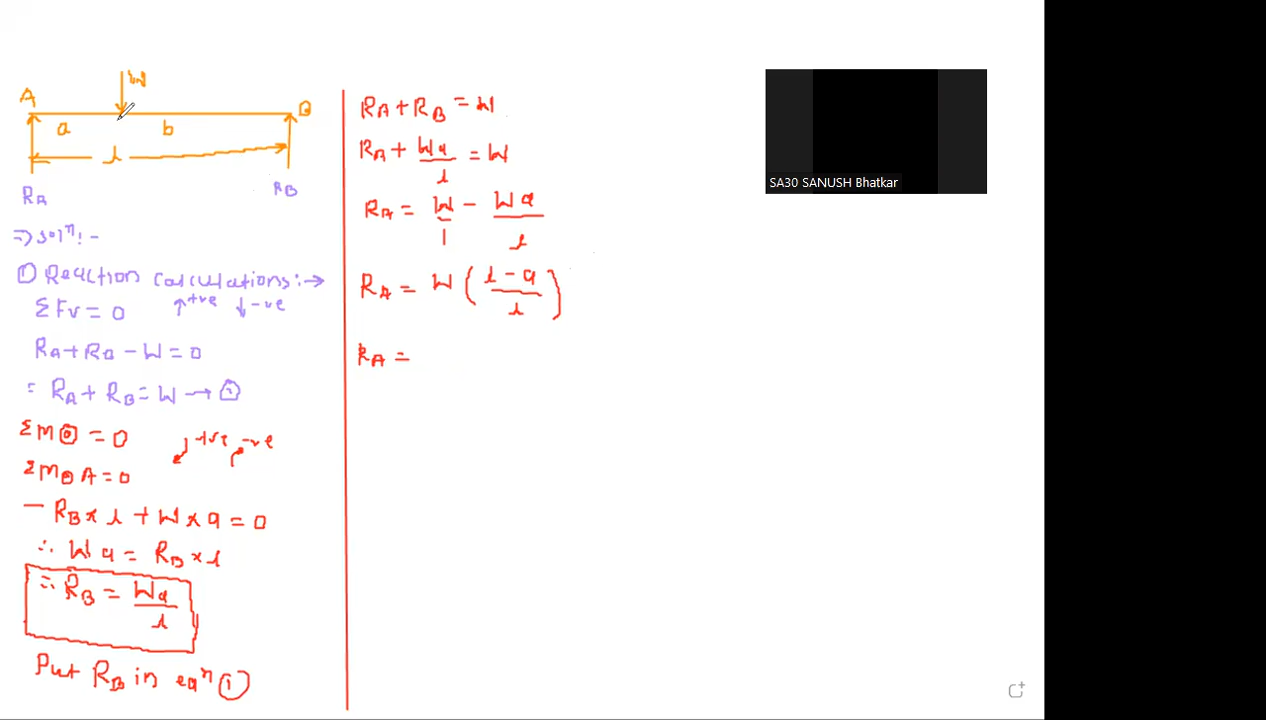 W
A
B
a
b
l
RA
RB
⇒ solⁿ:-
① Reaction Calculations:→
ΣFv = 0 ↑+ve ↓-ve
RA + RB - W = 0
= RA + RB = W → ①
ΣM@ = 0
ΣM@A = 0 +ve -ve
- RB × l + W × a = 0
∴ Wa = RB × l
∴ RB = Wa/l
Put RB in eqⁿ ①
RA + RB = W
RA + Wa/l = W
RA = W/1 - Wa/l
RA = W (l - a/l)
RA =
SA30 SANUSH Bhatkar